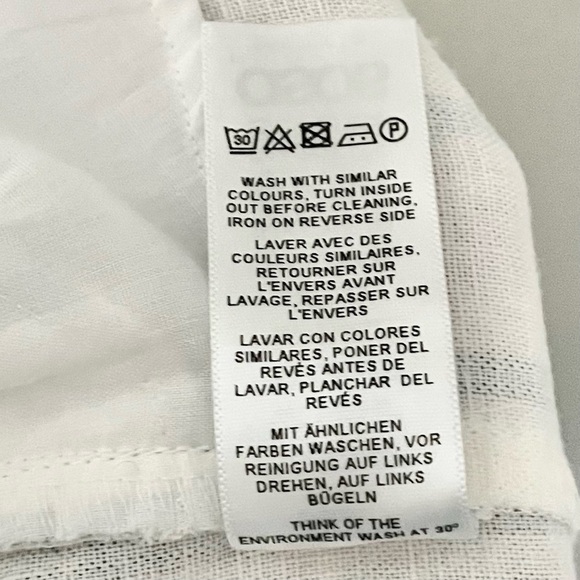 30 P
WASH WITH SIMILAR
COLOURS, TURN INSIDE
OUT BEFORE CLEANING,
IRON ON REVERSE SIDE
LAVER AVEC DES
COULEURS SIMILAIRES,
RETOURNER SUR
L'ENVERS AVANT
LAVAGE, REPASSER SUR
L'ENVERS
LAVAR CON COLORES
SIMILARES, PONER DEL
REVÉS ANTES DE
LAVAR, PLANCHAR DEL
REVÉS
MIT ÄHNLICHEN
FARBEN WASCHEN, VOR
REINIGUNG AUF LINKS
DREHEN, AUF LINKS
BÜGELN
THINK OF THE
ENVIRONMENT WASH AT 30°